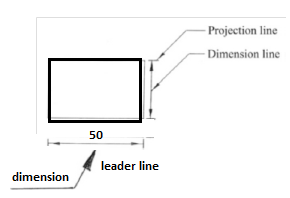 Projection line
Dimension line
50
leader line
dimension